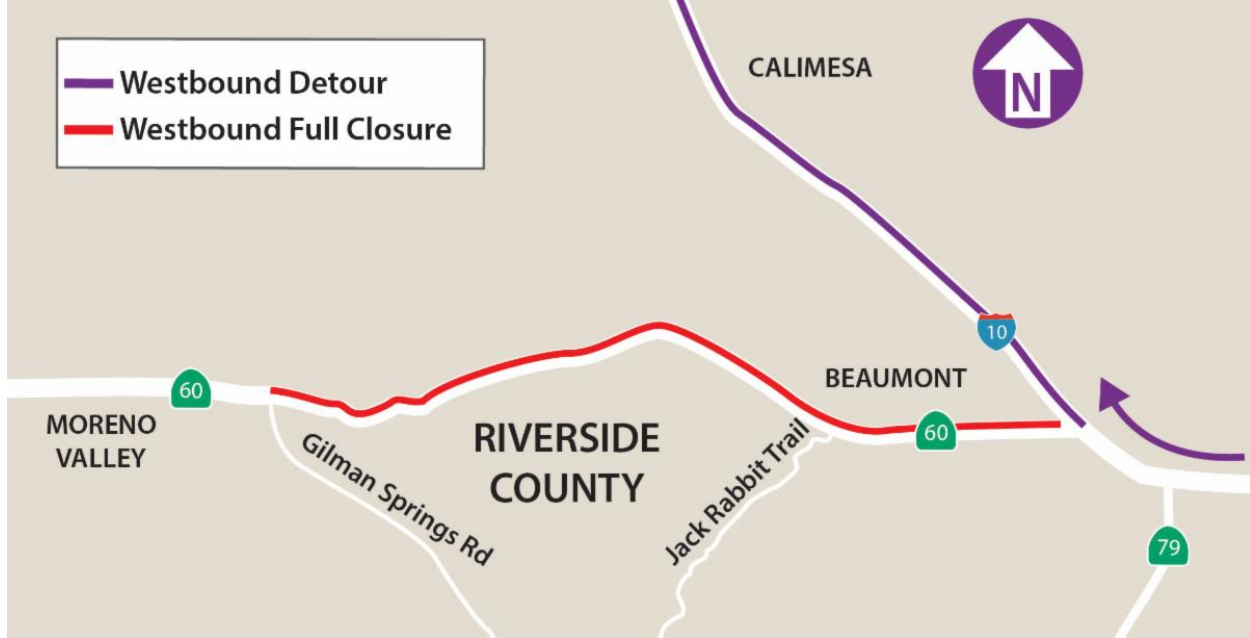 Westbound Detour
Westbound Full Closure
CALIMESA
N
10
BEAUMONT
60
60
MORENO
VALLEY
RIVERSIDE
COUNTY
Gilman Springs Rd
Jack Rabbit Trail
79